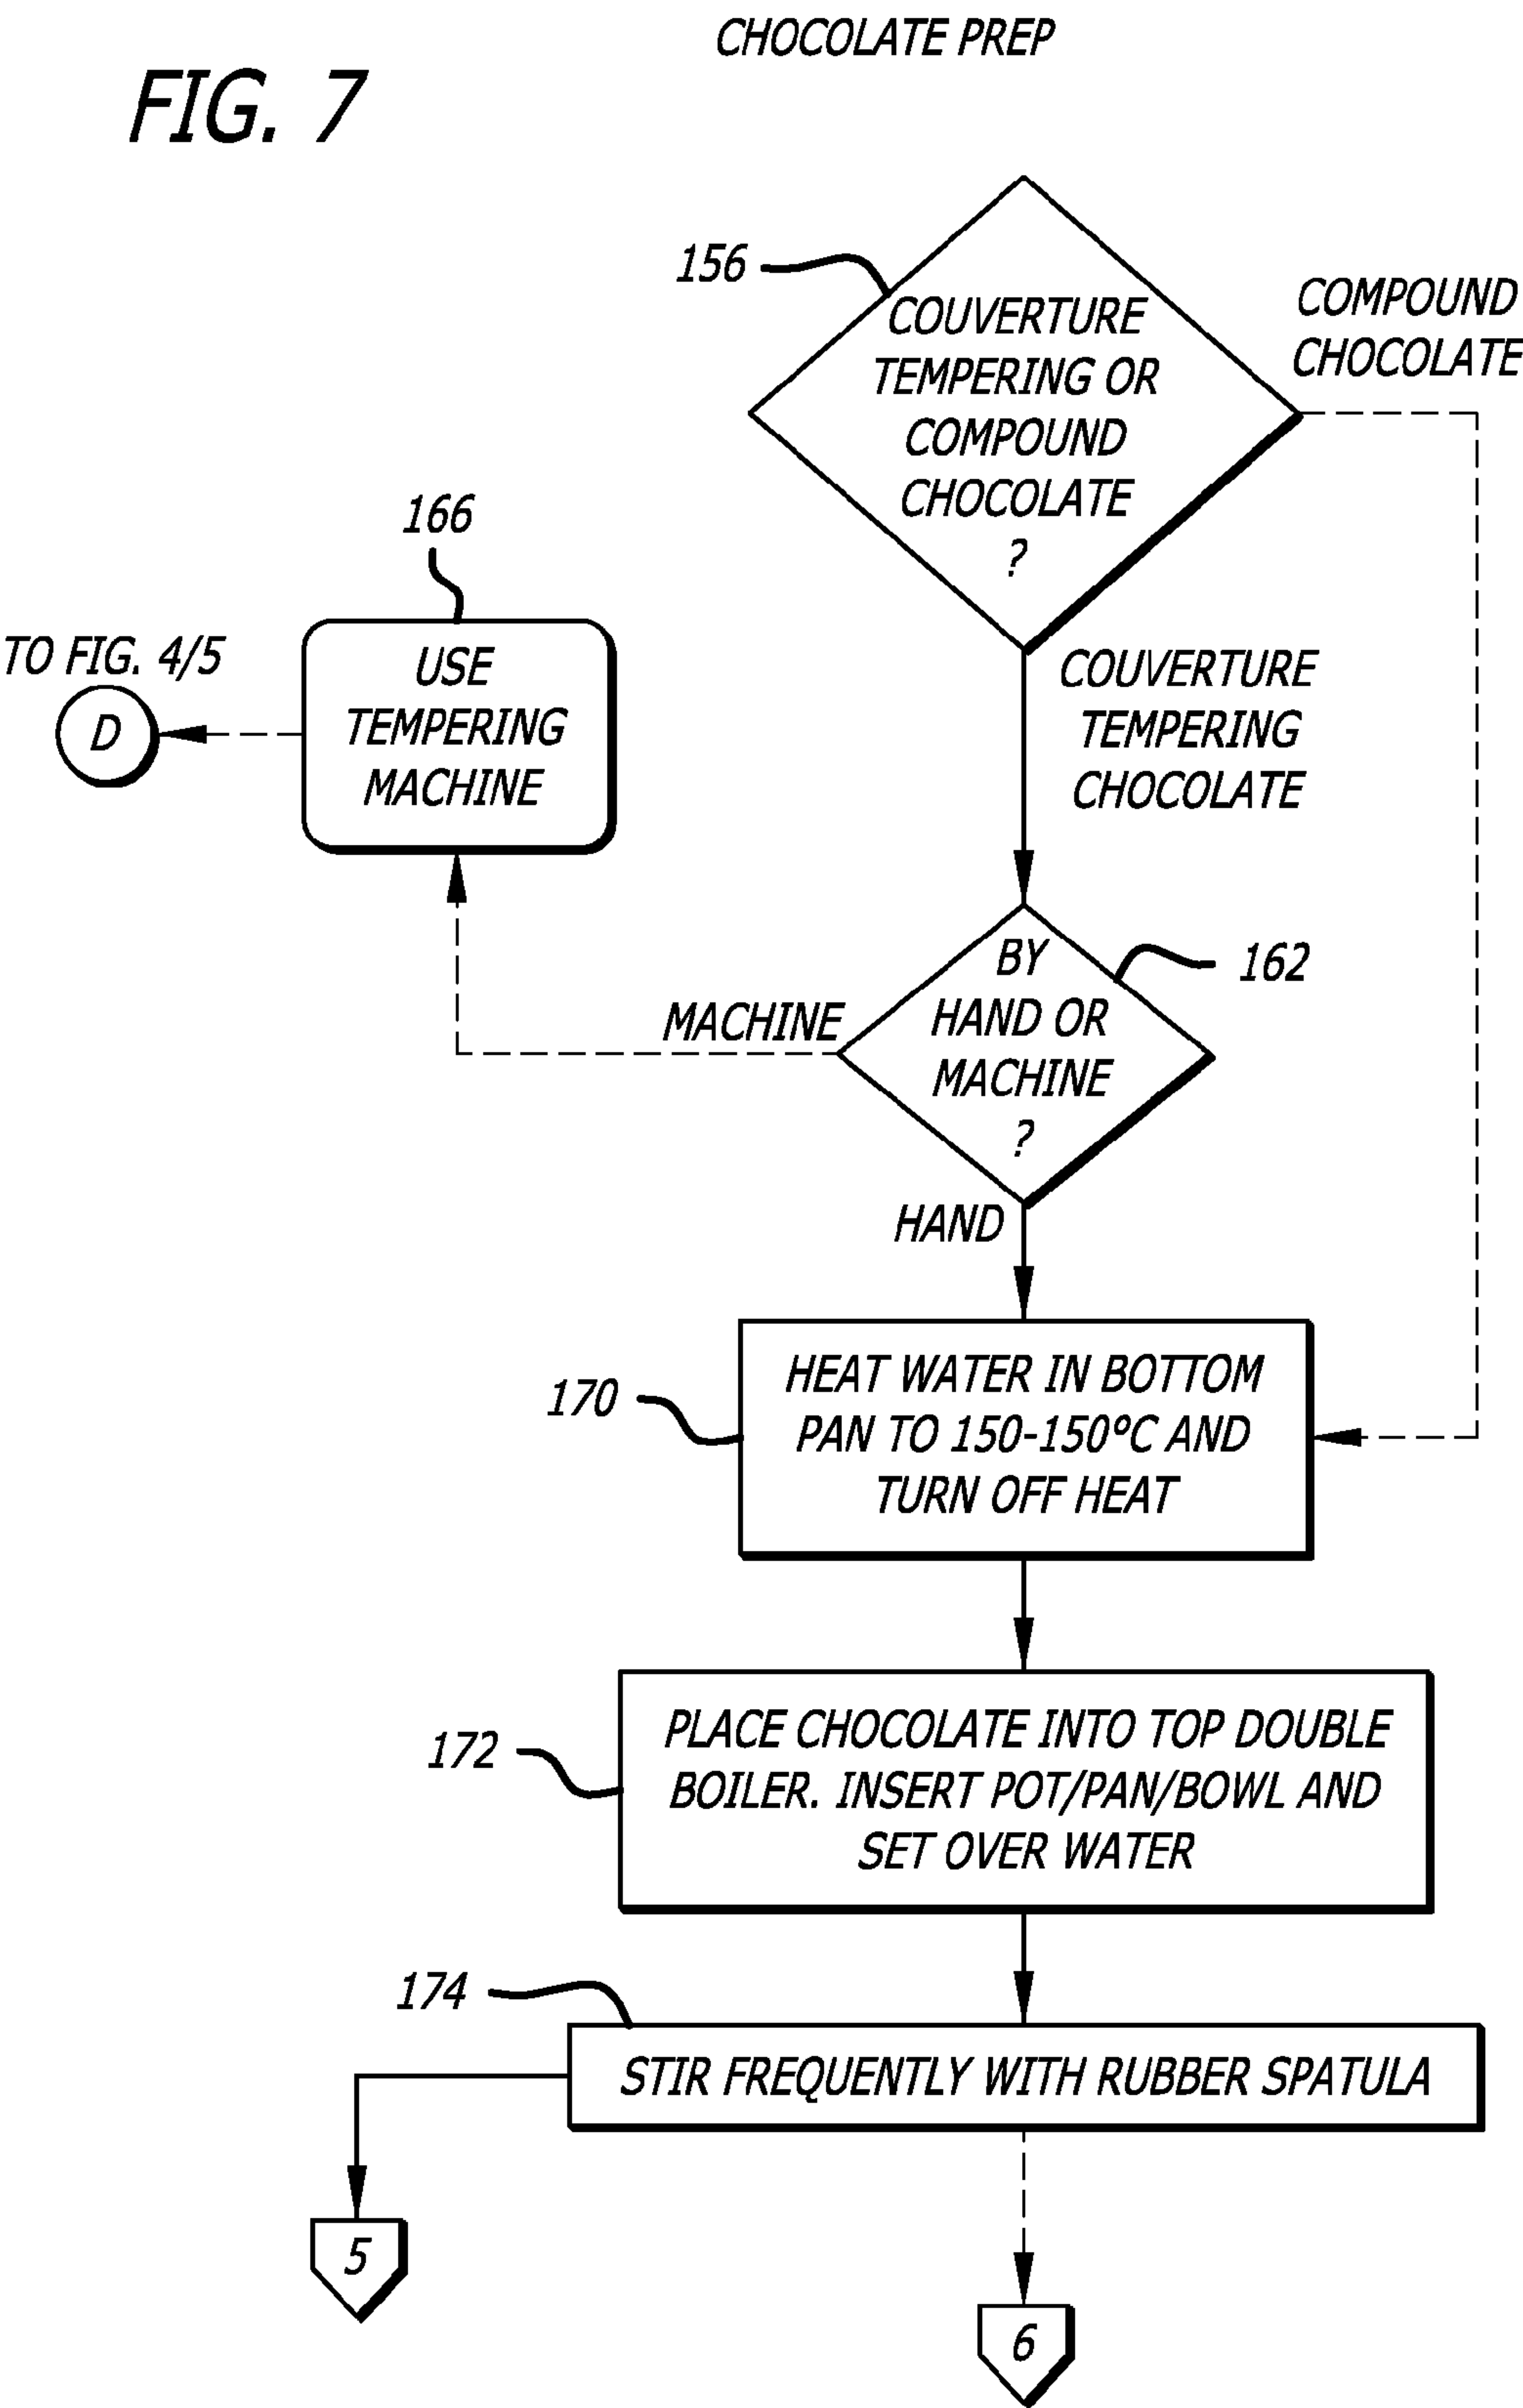 CHOCOLATE PREP
FIG. 7
156
COUVERTURE
TEMPERING OR
COMPOUND
CHOCOLATE
?
COMPOUND
CHOCOLATE
166
USE
TEMPERING
MACHINE
TO FIG. 4/5
D
COUVERTURE
TEMPERING
CHOCOLATE
BY
HAND OR
MACHINE
?
162
MACHINE
HAND
170
HEAT WATER IN BOTTOM
PAN TO 150-150°C AND
TURN OFF HEAT
172
PLACE CHOCOLATE INTO TOP DOUBLE
BOILER. INSERT POT/PAN/BOWL AND
SET OVER WATER
174
STIR FREQUENTLY WITH RUBBER SPATULA
5
6